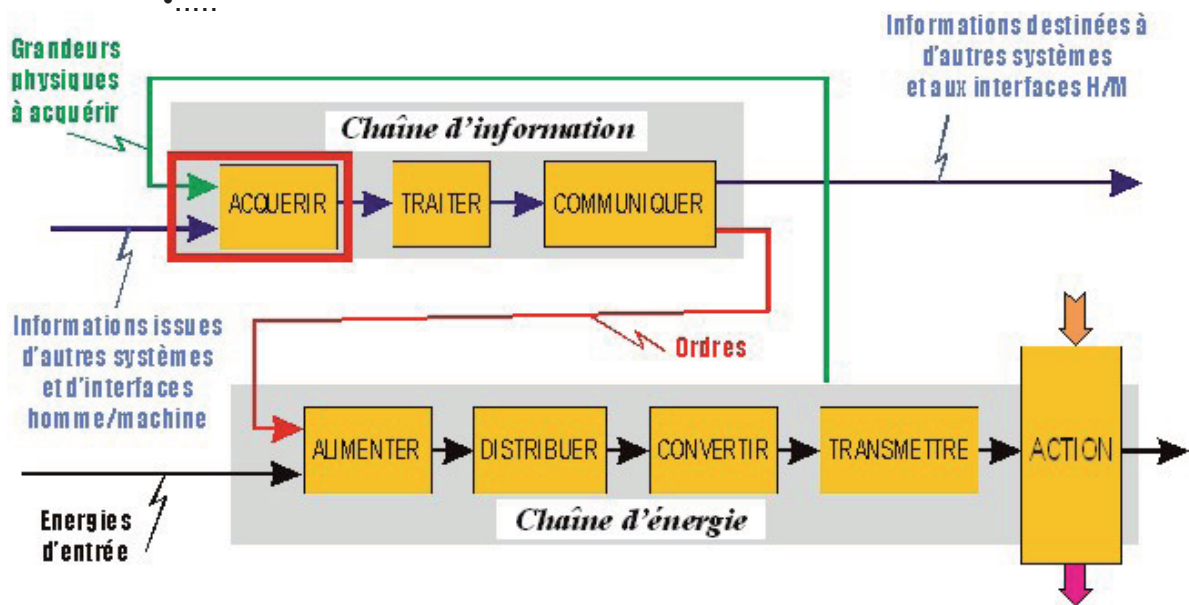 •.....
Grandeurs
physiques
à acquérir
Informations destinées à
d'autres systèmes
et aux interfaces H/M
Chaîne d'information
ACQUERIR
TRAITER
COMMUNIQUER
Informations issues
d'autres systèmes
et d'interfaces
homme/machine
Ordres
ALIMENTER
DISTRIBUER
CONVERTIR
TRANSMETTRE
ACTION
Chaîne d'énergie
Energies
d'entrée